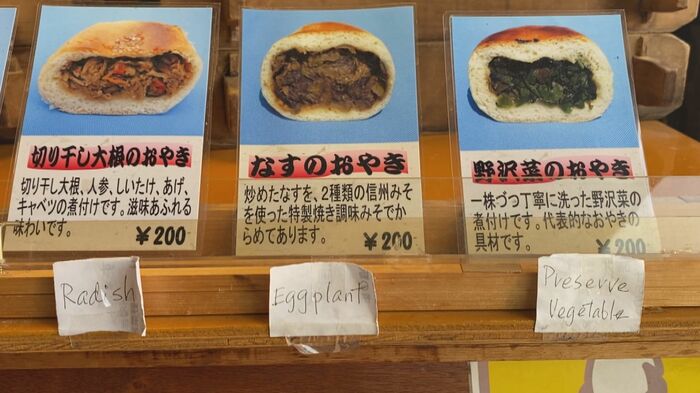 切り干し大根のおやき
切り干し大根、人参、しいたけ、あげ、
キャベツの煮付けです。滋味あふれる
味わいです。
￥200
なすのおやき
炒めたなすを、2種類の信州みそ
を使った特製焼き調味みそでか
らめてあります。
￥200
野沢菜のおやき
一株づつ丁寧に洗った野沢菜の
煮付けです。代表的なおやきの
具材です。
￥200
Radish
Eggplant
Preserve
Vegetable